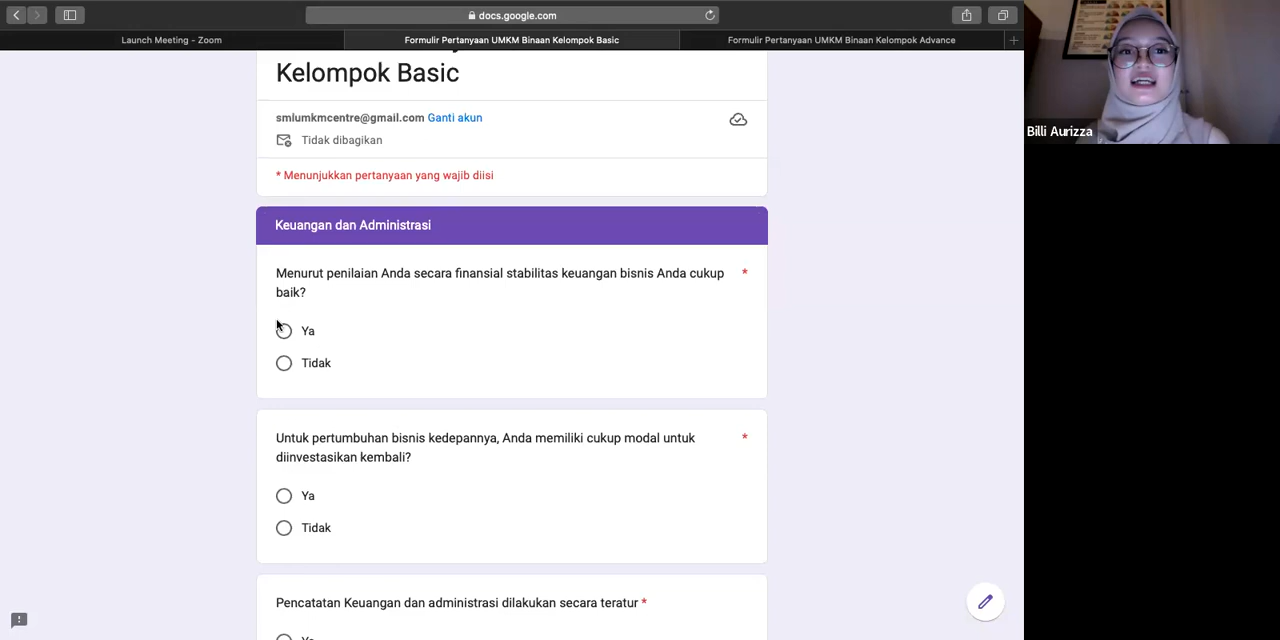 docs.google.com
Launch Meeting - Zoom
Formulir Pertanyaan UMKM Binaan Kelompok Basic
Formulir Pertanyaan UMKM Binaan Kelompok Advance
Kelompok Basic
smiumkmcentre@gmail.com Ganti akun
Tidak dibagikan
* Menunjukkan pertanyaan yang wajib diisi
Keuangan dan Administrasi
Menurut penilaian Anda secara finansial stabilitas keuangan bisnis Anda cukup *
baik?
Ya
Tidak
Untuk pertumbuhan bisnis kedepannya, Anda memiliki cukup modal untuk *
diinvestasikan kembali?
Ya
Tidak
Pencatatan Keuangan dan administrasi dilakukan secara teratur *
Ya
Billi Aurizza